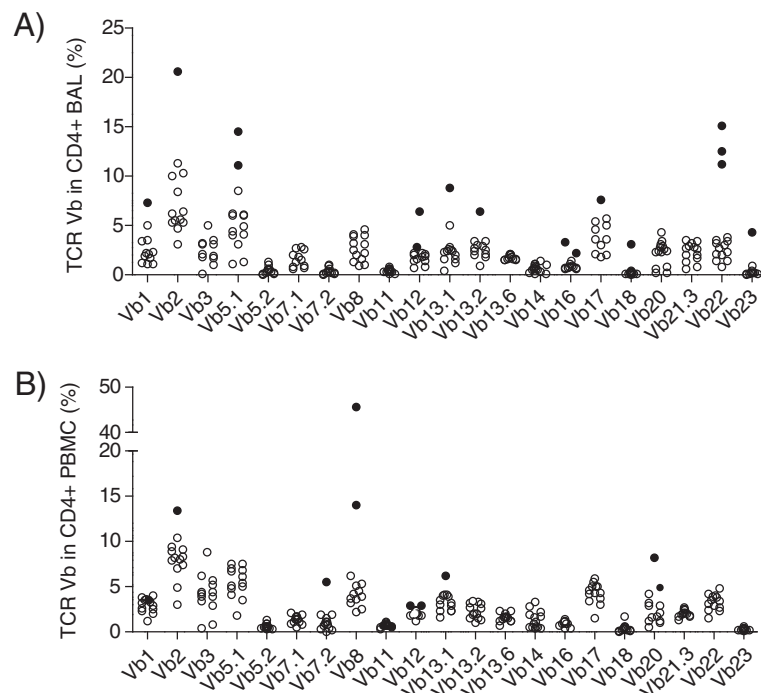 A)
TCR Vb in CD4+ BAL (%)
25
20
15
10
5
0
Vb1
Vb2
Vb3
Vb5.1
Vb5.2
Vb7.1
Vb7.2
Vb8
Vb11
Vb12
Vb13.1
Vb13.2
Vb13.6
Vb14
Vb16
Vb17
Vb18
Vb20
Vb21.3
Vb22
Vb23
B)
TCR Vb in CD4+ PBMC (%)
50
40
20
15
10
5
0
Vb1
Vb2
Vb3
Vb5.1
Vb5.2
Vb7.1
Vb7.2
Vb8
Vb11
Vb12
Vb13.1
Vb13.2
Vb13.6
Vb14
Vb16
Vb17
Vb18
Vb20
Vb21.3
Vb22
Vb23